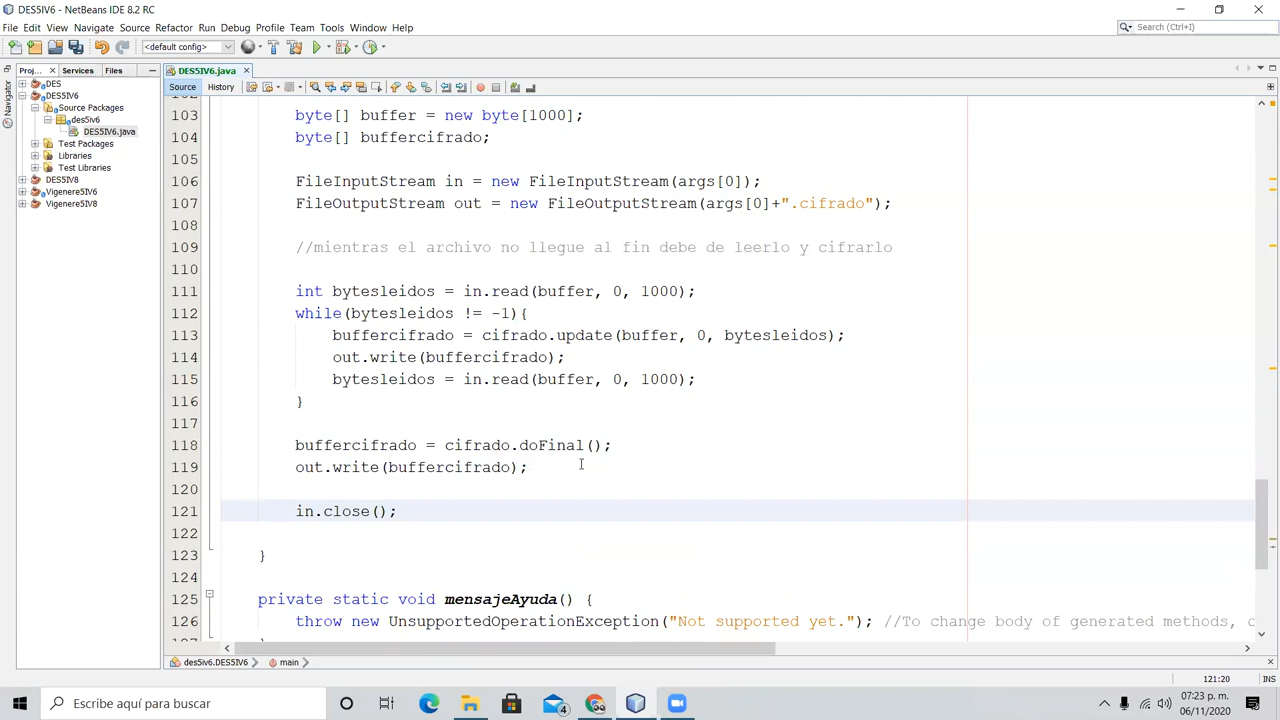 DES5IV6 - NetBeans IDE 8.2 RC
File Edit View Navigate Source Refactor Run Debug Profile Team Tools Window Help
Search (Ctrl+I)
<default config>
Proj... Services Files
DES5IV6.java
Navigator
Source History
DES
DES5IV6
Source Packages
des5iv6
DES5IV6.java
Test Packages
Libraries
Test Libraries
DES5IV8
Vigenere5IV6
Vigenere5IV8
103 byte[] buffer = new byte[1000];
104 byte[] buffercifrado;
105
106 FileInputStream in = new FileInputStream(args[0]);
107 FileOutputStream out = new FileOutputStream(args[0]+".cifrado");
108
109 //mientras el archivo no llegue al fin debe de leerlo y cifrarlo
110
111 int bytesleidos = in.read(buffer, 0, 1000);
112 while(bytesleidos != -1){
113 buffercifrado = cifrado.update(buffer, 0, bytesleidos);
114 out.write(buffercifrado);
115 bytesleidos = in.read(buffer, 0, 1000);
116 }
117
118 buffercifrado = cifrado.doFinal();
119 out.write(buffercifrado);
120
121 in.close();
122
123 }
124
125 private static void mensajeAyuda() {
126 throw new UnsupportedOperationException("Not supported yet."); //To change body of generated methods, c
des5iv6.DES5IV6 main
121:20 INS
Escribe aquí para buscar
4
07:23 p. m.
06/11/2020